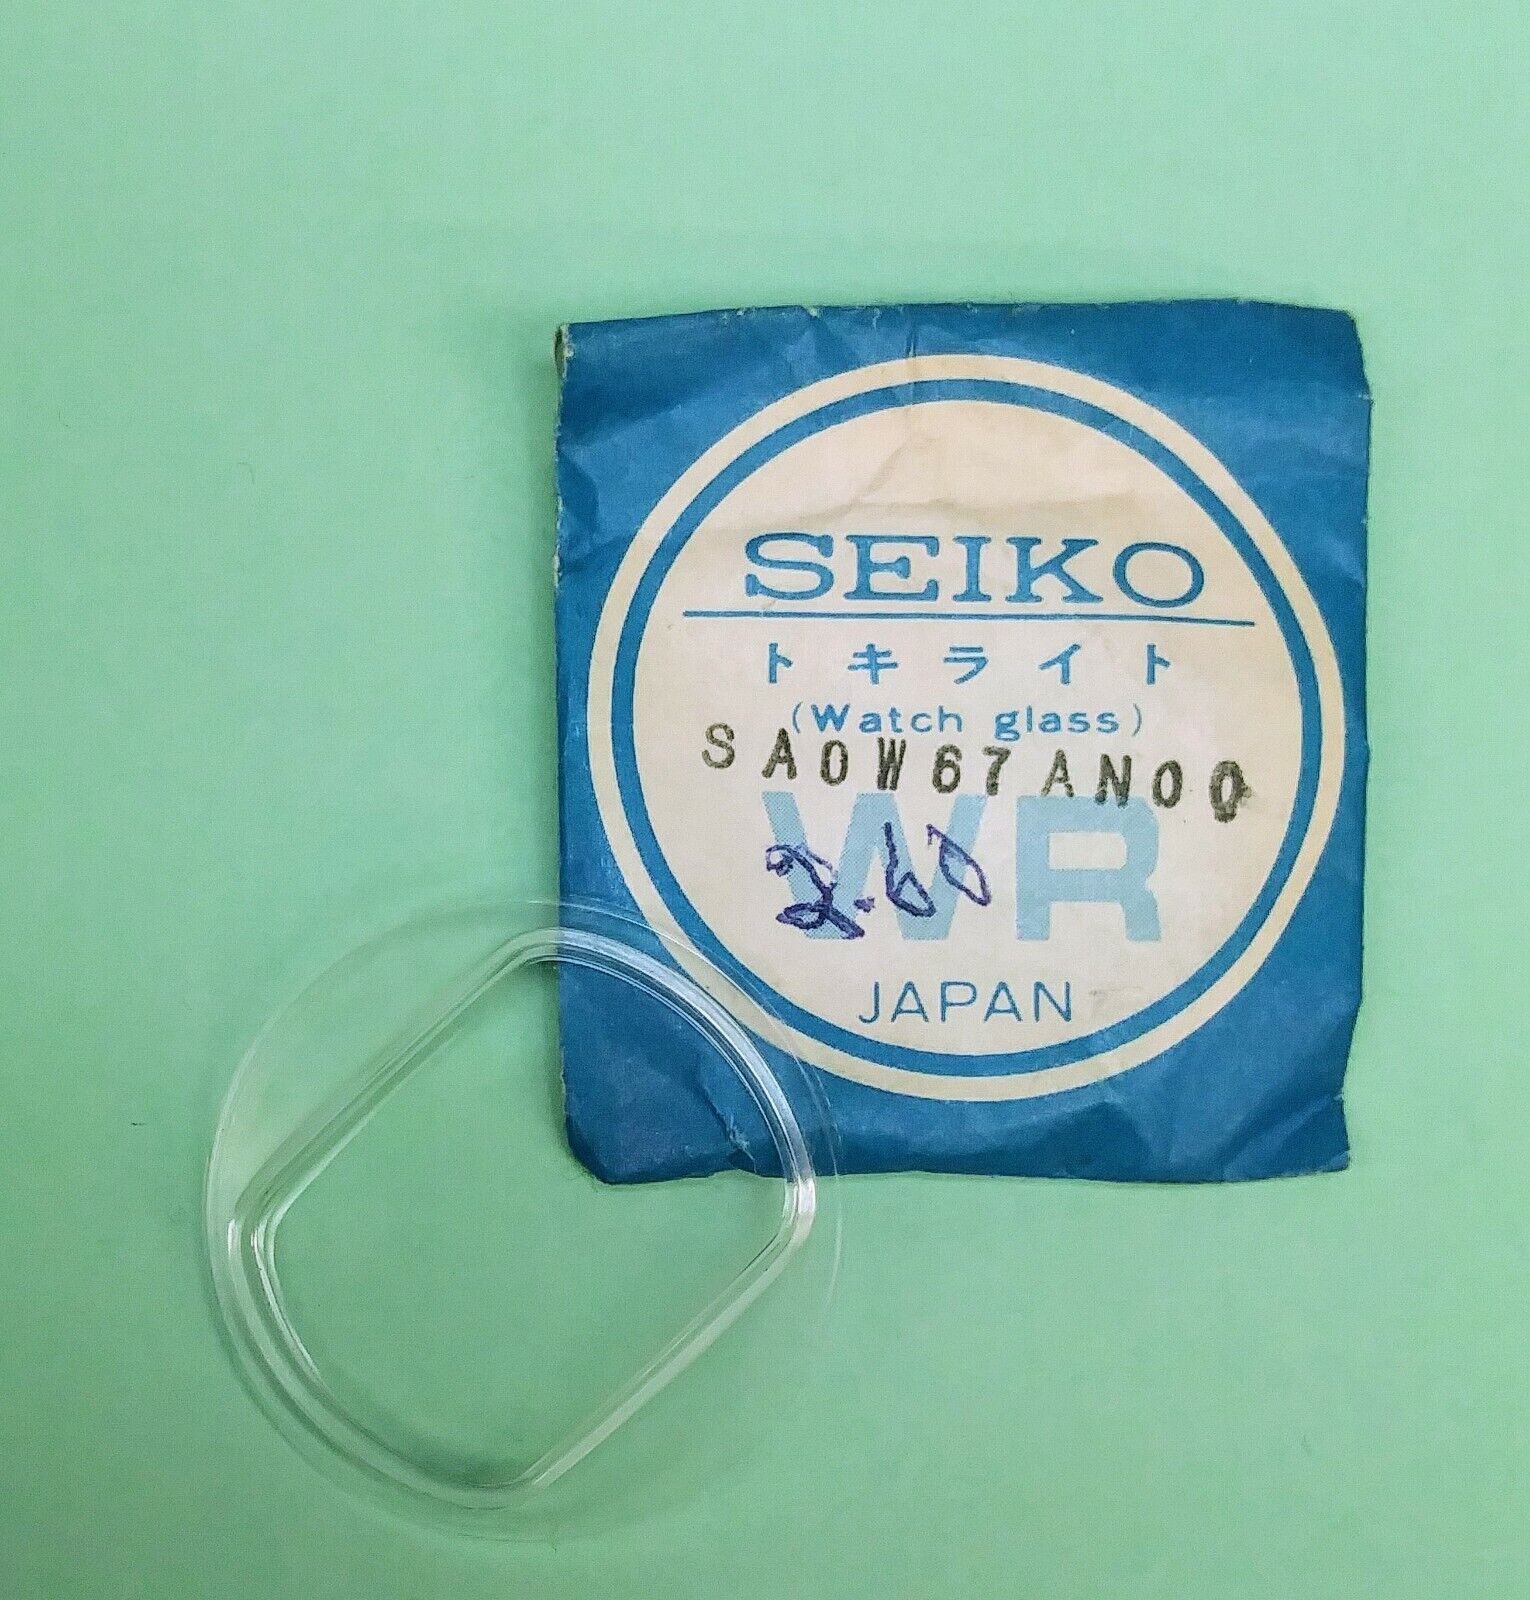 SEIKO
トキライト
(Watch glass)
SA0W67AN00
2.60
WR
JAPAN